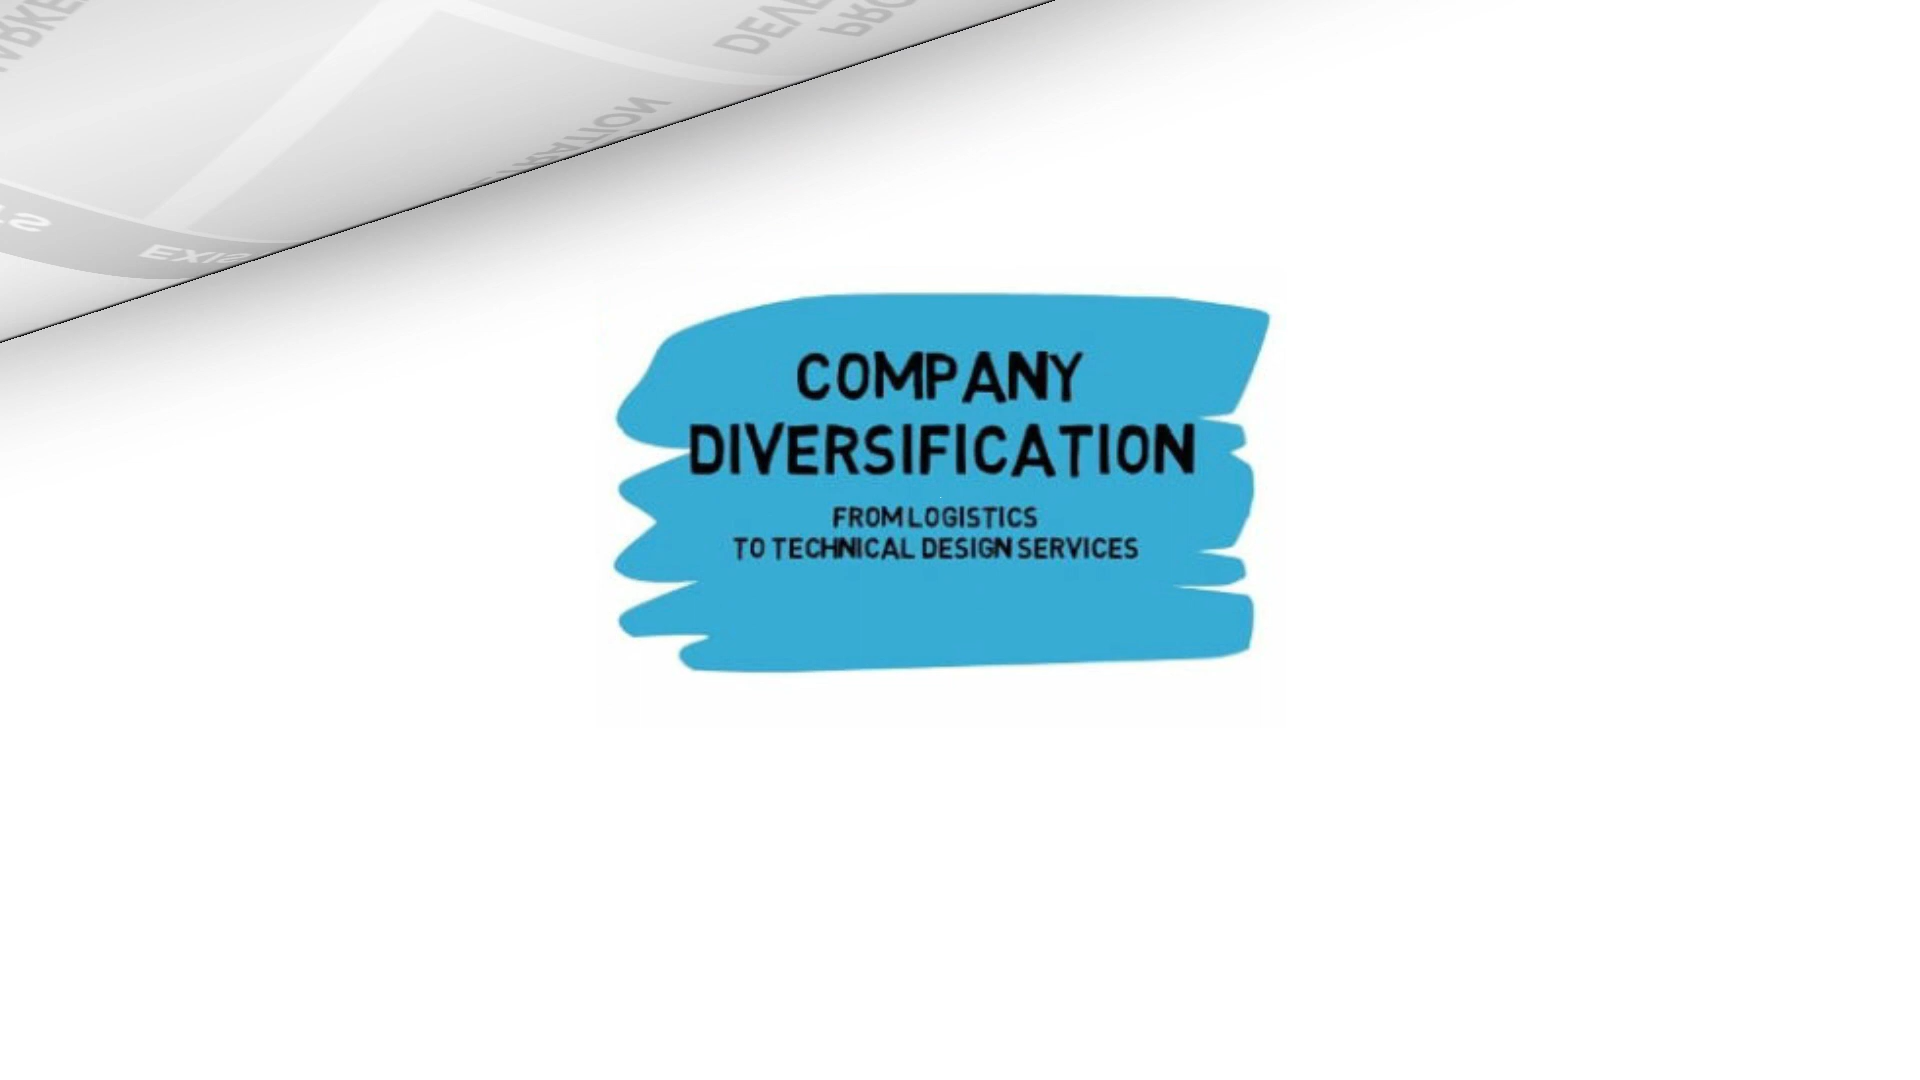 COMPANY
DIVERSIFICATION
FROM LOGISTICS
TO TECHNICAL DESIGN SERVICES